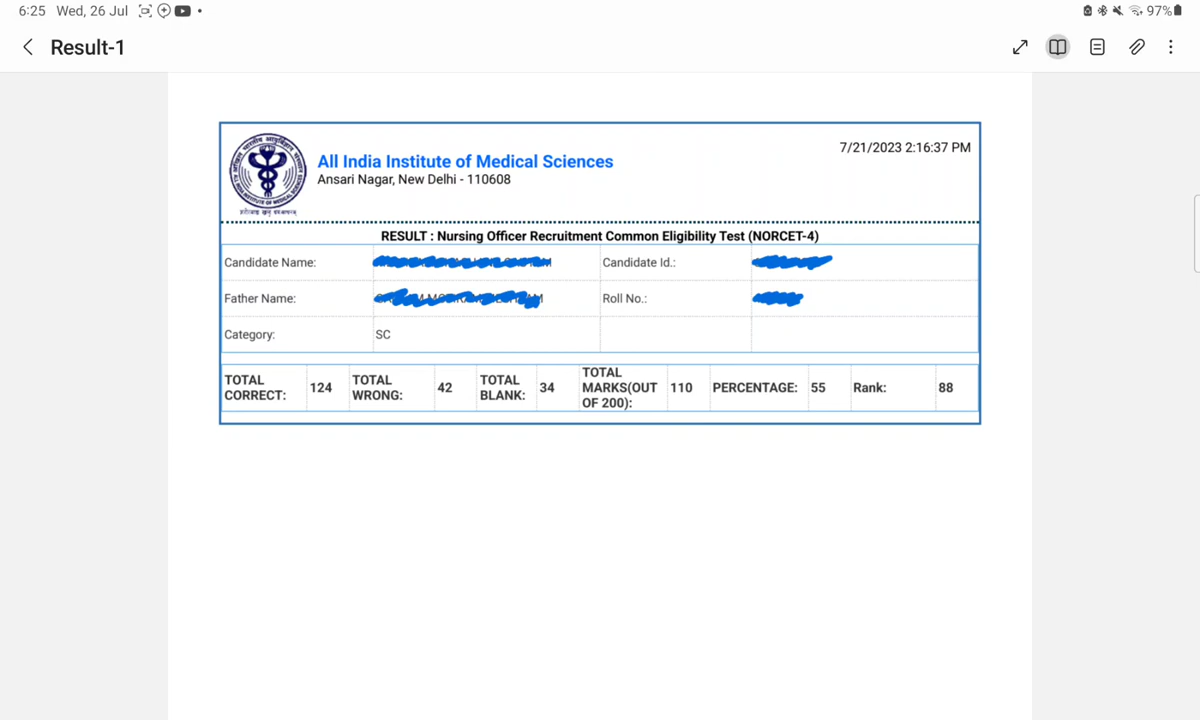 6:25 Wed, 26 Jul 97%
Result-1
7/21/2023 2:16:37 PM
All India Institute of Medical Sciences
Ansari Nagar, New Delhi - 110608
RESULT : Nursing Officer Recruitment Common Eligibility Test (NORCET-4)
Candidate Name: Candidate Id.:
Father Name: Roll No.:
Category: SC
TOTAL CORRECT: 124 TOTAL WRONG: 42 TOTAL BLANK: 34 TOTAL MARKS(OUT OF 200): 110 PERCENTAGE: 55 Rank: 88